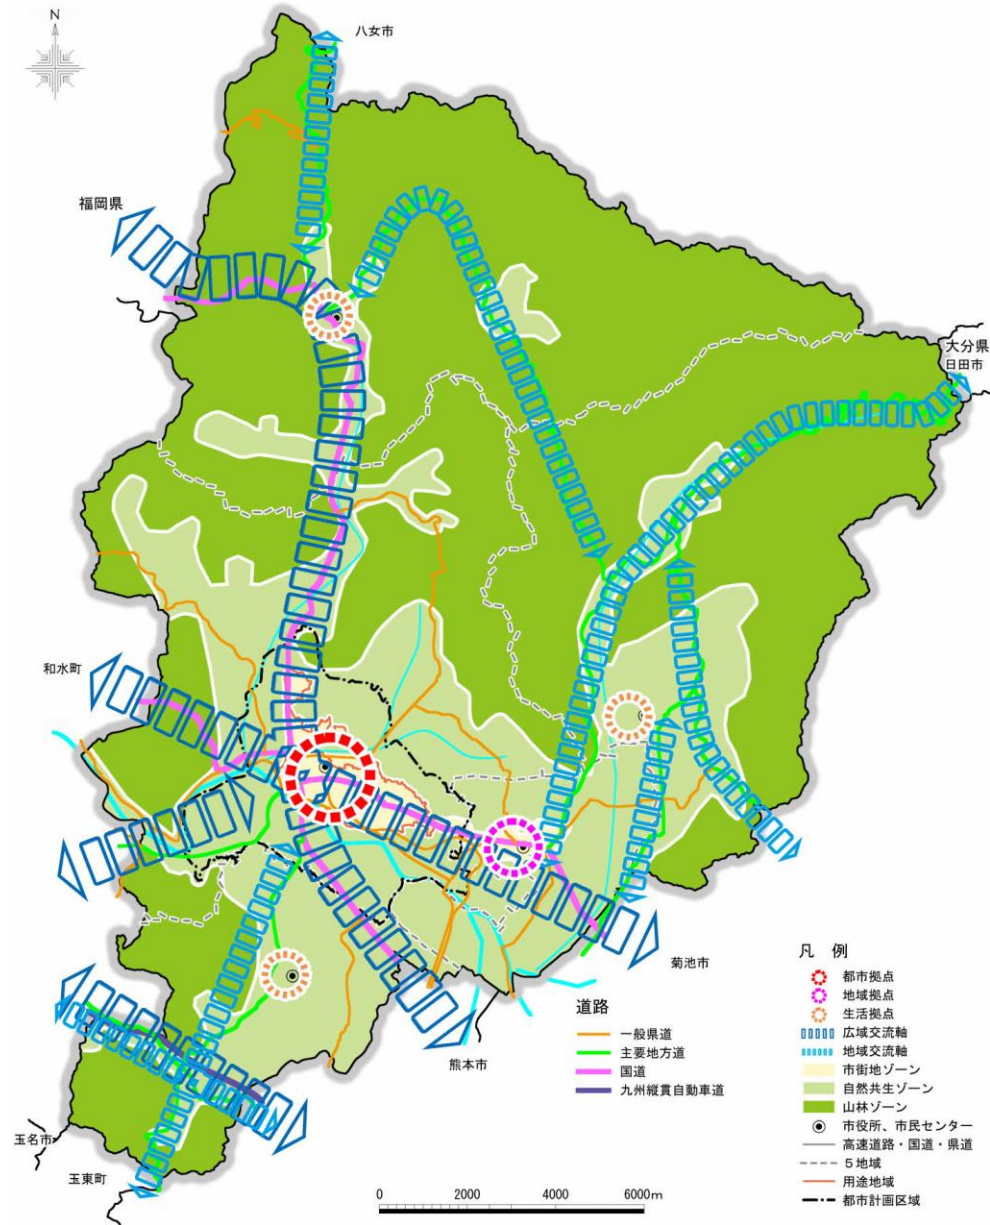 N
八女市
福岡県
大分県
日田市
和水町
菊池市
熊本市
玉名市
玉東町
道路
一般県道
主要地方道
国道
九州縦貫自動車道
凡 例
都市拠点
地域拠点
生活拠点
広域交流軸
地域交流軸
市街地ゾーン
自然共生ゾーン
山林ゾーン
市役所、市民センター
高速道路・国道・県道
5地域
用途地域
都市計画区域
0 2000 4000 6000m